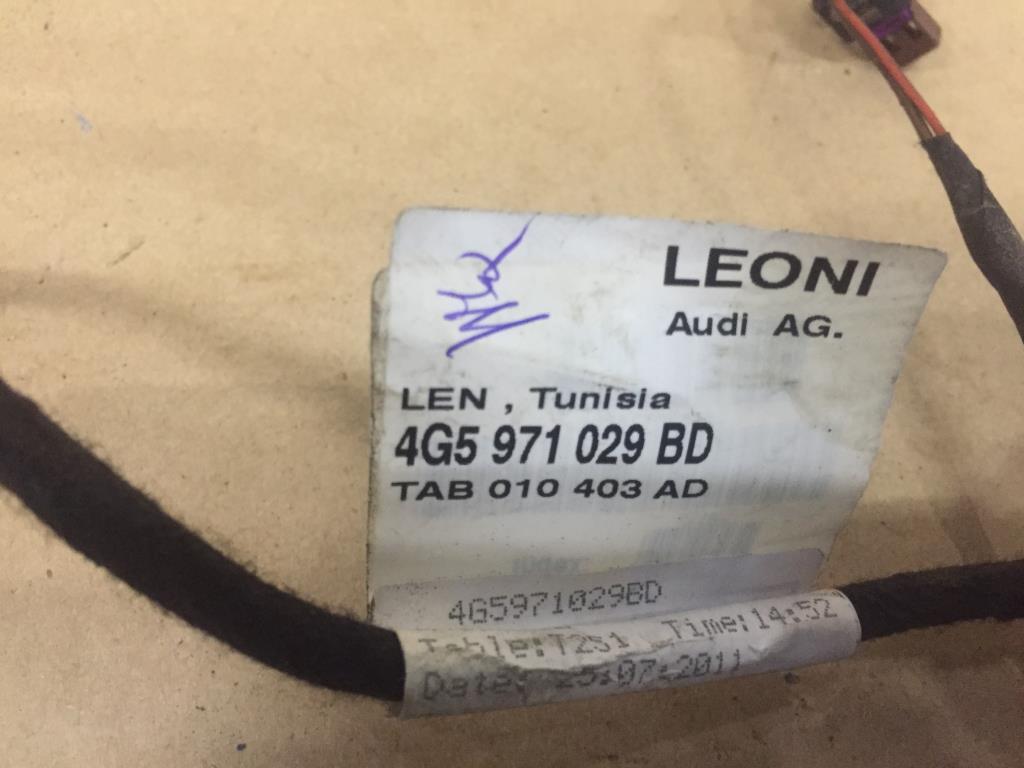 LEONI
Audi AG.
LEN , Tunisia
4G5 971 029 BD
TAB 010 403 AD
4G5971029BD
Table:T2S1 Time:14:52
Date: 25:07:2011